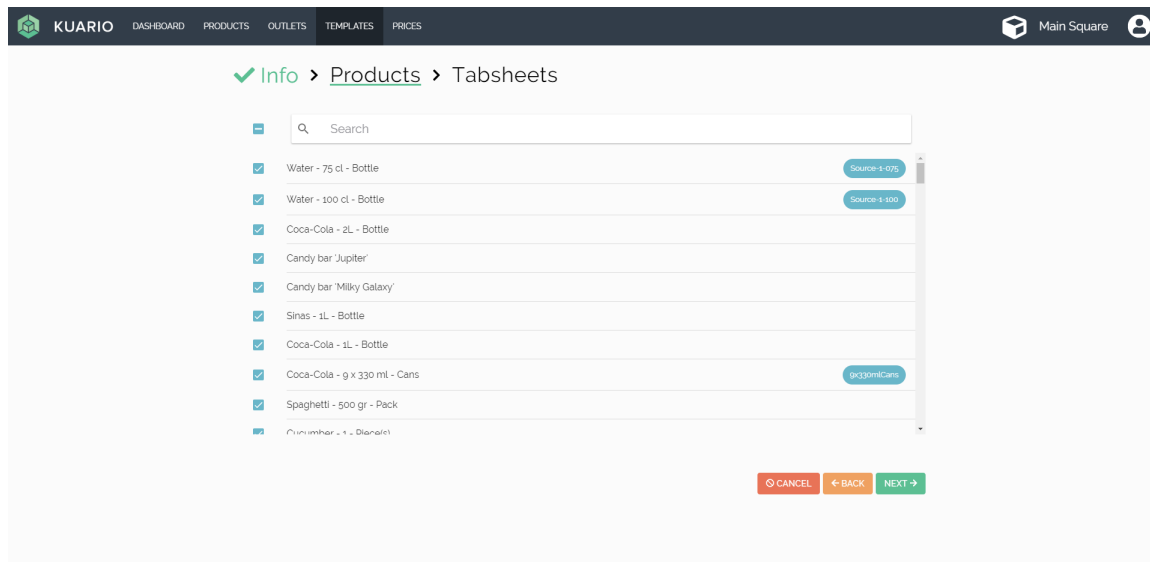 KUARIO DASHBOARD PRODUCTS OUTLETS TEMPLATES PRICES Main Square
Info > Products > Tabsheets
Search
Water - 75 cl - Bottle Source-1-075
Water - 100 cl - Bottle Source-1-100
Coca-Cola - 2L - Bottle
Candy bar 'Jupiter'
Candy bar 'Milky Galaxy'
Sinas - 1L - Bottle
Coca-Cola - 1L - Bottle
Coca-Cola - 9 x 330 ml - Cans 9x330mlCans
Spaghetti - 500 gr - Pack
Cucumber - 1 - Piece(s)
CANCEL BACK NEXT